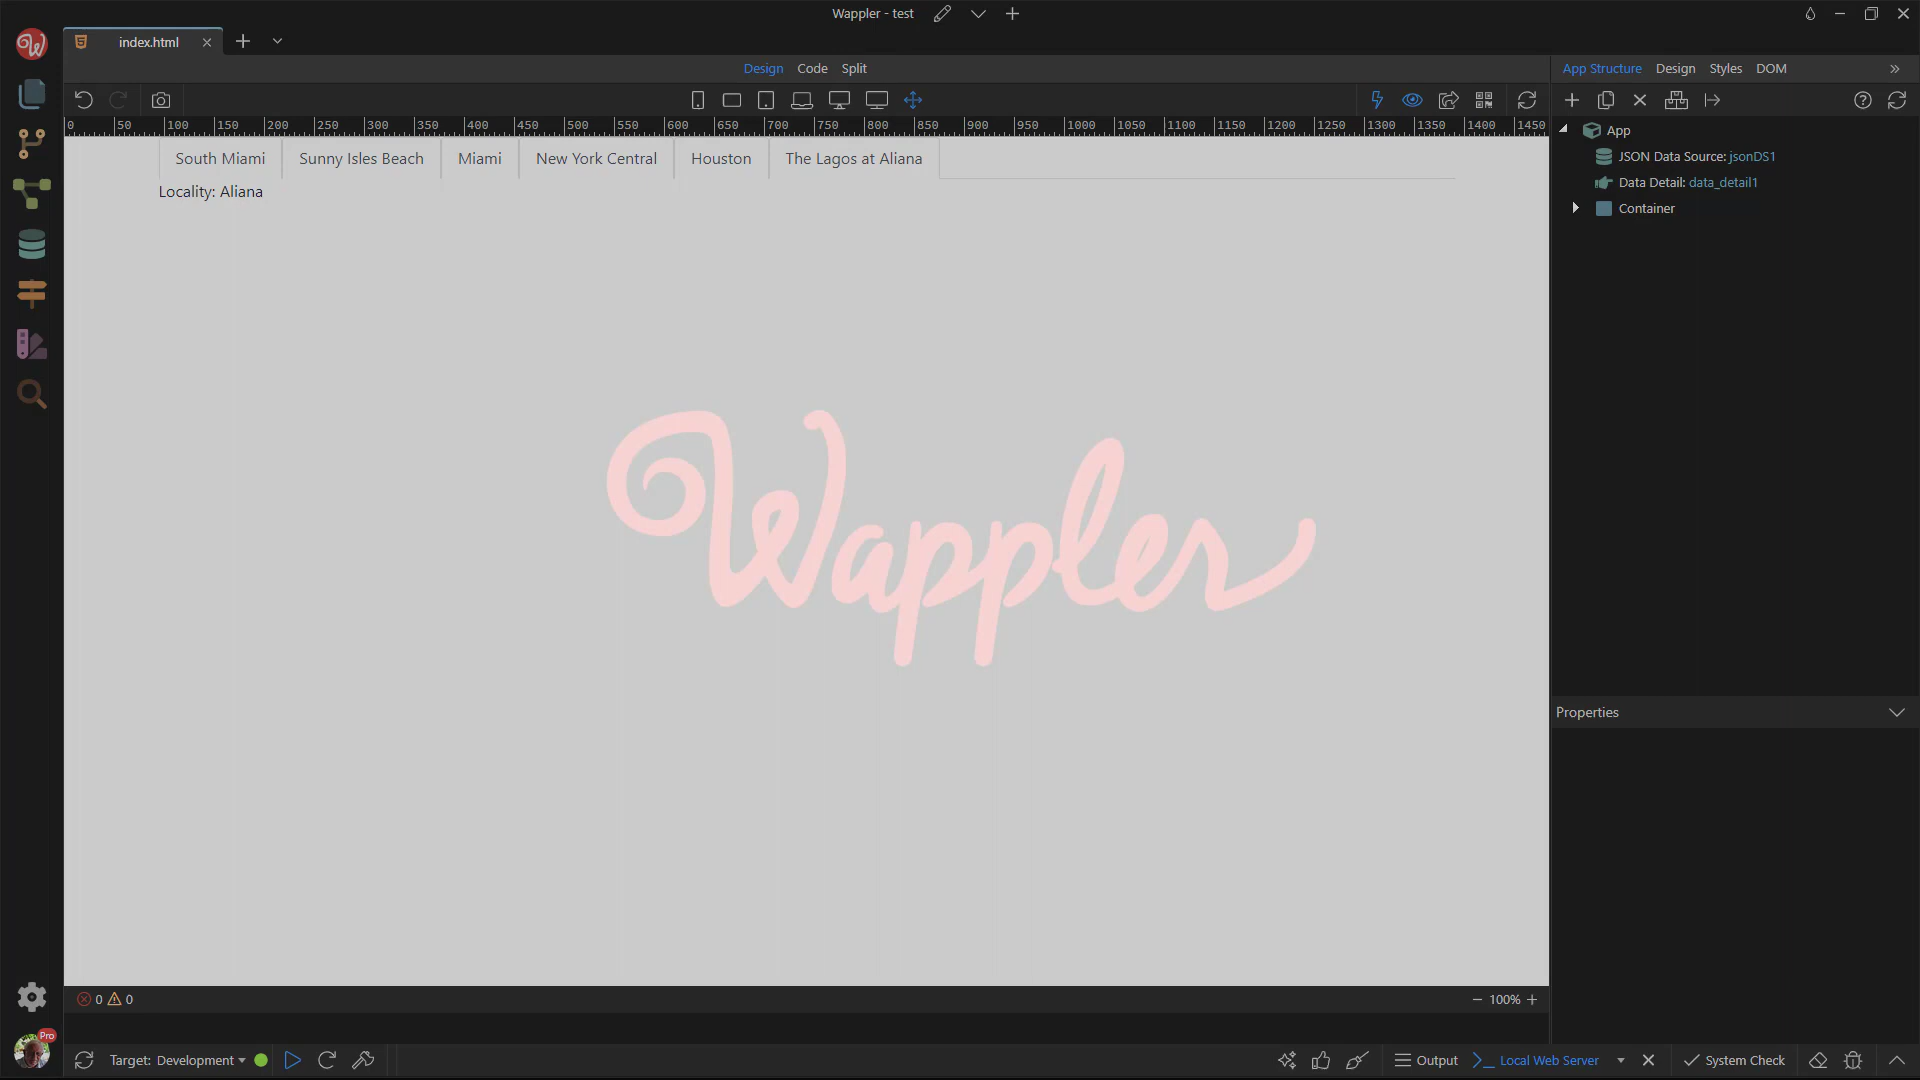 Wappler - test
index.html
Design Code Split
App Structure Design Styles DOM
0 50 100 150 200 250 300 350 400 450 500 550 600 650 700 750 800 850 900 950 1000 1050 1100 1150 1200 1250 1300 1350 1400 1450
South Miami Sunny Isles Beach Miami New York Central Houston The Lagos at Aliana
Locality: Aliana
App
JSON Data Source: jsonDS1
Data Detail: data_detail1
Container
Wappler
Properties
0 0
100%
Pro
Target: Development
Output
Local Web Server
System Check